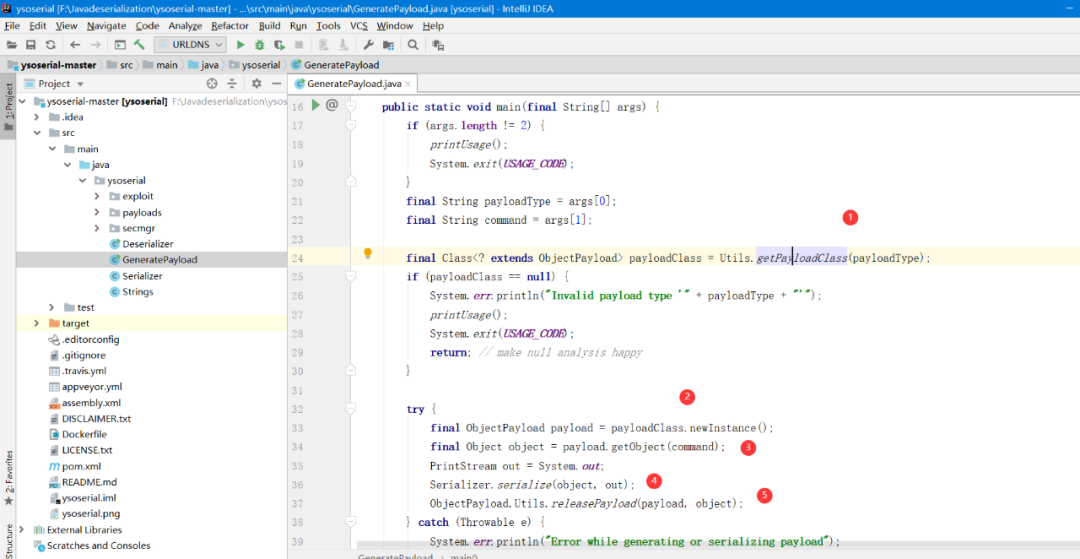 ysoserial [F:\Javadeserialization\ysoserial-master] - ...\src\main\java\ysoserial\GeneratePayload.java [ysoserial] - IntelliJ IDEA
File Edit View Navigate Code Analyze Refactor Build Run Tools VCS Window Help
URLDNS
ysoserial-master src main java ysoserial GeneratePayload
1: Project
2: Favorites
Structure
Project
ysoserial-master [ysoserial] F:\Javadeserialization\ysos
.idea
src
main
java
ysoserial
exploit
payloads
secmgr
Deserializer
GeneratePayload
Serializer
Strings
test
target
.editorconfig
.gitignore
.travis.yml
appveyor.yml
assembly.xml
DISCLAIMER.txt
Dockerfile
LICENSE.txt
pom.xml
README.md
ysoserial.iml
ysoserial.png
External Libraries
Scratches and Consoles
GeneratePayload.java
16 public static void main(final String[] args) {
17 if (args.length != 2) {
18 printUsage();
19 System.exit(USAGE_CODE);
20 }
21 final String payloadType = args[0];
22 final String command = args[1];
1
23
24 final Class<? extends ObjectPayload> payloadClass = Utils.getPayloadClass(payloadType);
25 if (payloadClass == null) {
26 System.err.println("Invalid payload type '" + payloadType + "'");
27 printUsage();
28 System.exit(USAGE_CODE);
29 return; // make null analysis happy
30 }
31
2
32 try {
33 final ObjectPayload payload = payloadClass.newInstance();
34 final Object object = payload.getObject(command); 3
35 PrintStream out = System.out;
36 Serializer.serialize(object, out); 4
37 ObjectPayload.Utils.releasePayload(payload, object); 5
38 } catch (Throwable e) {
39 System.err.println("Error while generating or serializing payload");
GeneratePayload main()